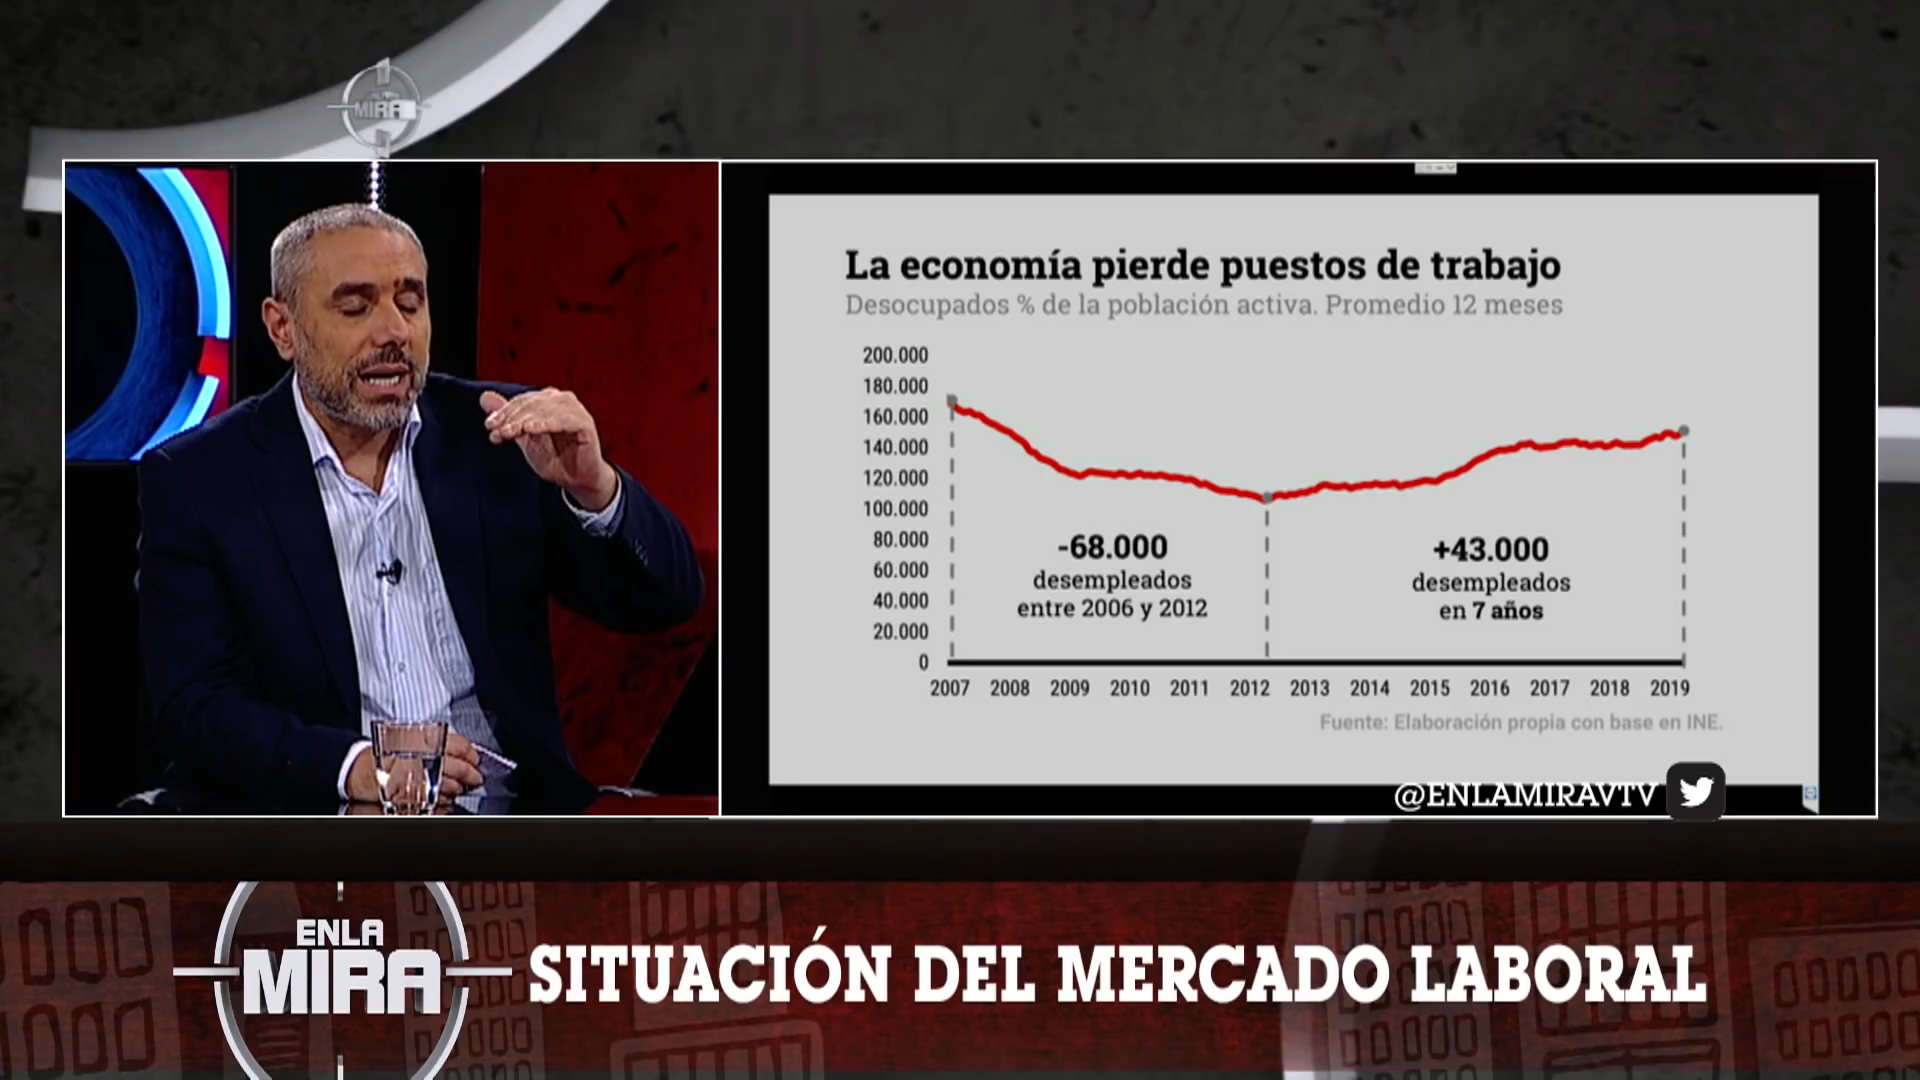 MIRA
La economía pierde puestos de trabajo
Desocupados % de la población activa. Promedio 12 meses
200.000
180.000
160.000
140.000
120.000
100.000
80.000
60.000
40.000
20.000
0
-68.000
desempleados
entre 2006 y 2012
+43.000
desempleados
en 7 años
2007 2008 2009 2010 2011 2012 2013 2014 2015 2016 2017 2018 2019
Fuente: Elaboración propia con base en INE.
@ENLAMIRAVTV
EN LA
MIRA
SITUACIÓN DEL MERCADO LABORAL